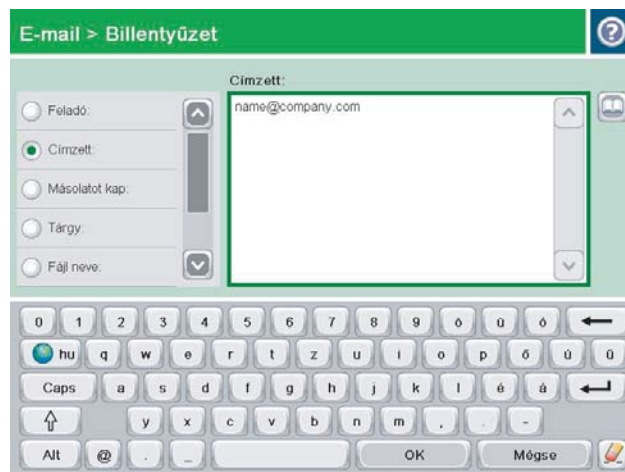 E-mail > Billentyűzet
Címzett:
Feladó:
name@company.com
Címzett:
Másolatot kap:
Tárgy:
Fájl neve:
0 1 2 3 4 5 6 7 8 9 ö ü ó
hu q w e r t z u i o p ő ú ű
Caps a s d f g h j k l é á
y x c v b n m , . -
Alt @ . _ OK Mégse